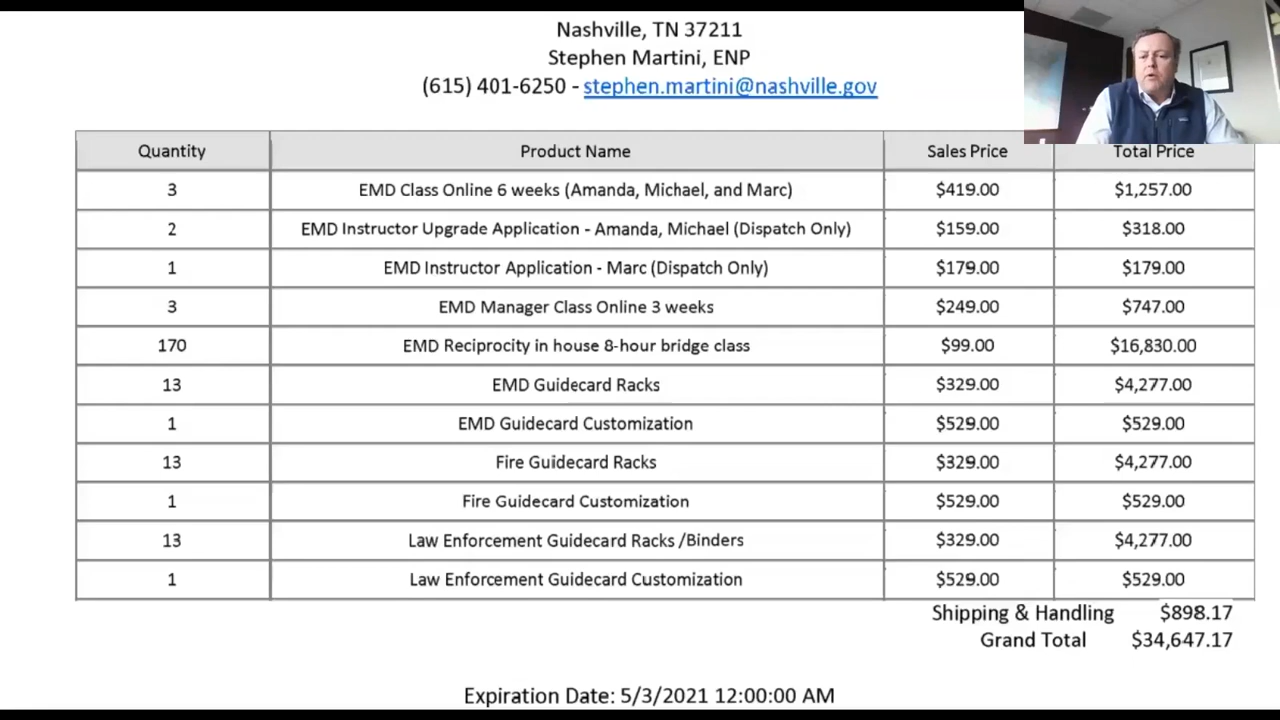 Nashville, TN 37211
Stephen Martini, ENP
(615) 401-6250 - stephen.martini@nashville.gov
Quantity Product Name Sales Price Total Price
3 EMD Class Online 6 weeks (Amanda, Michael, and Marc) $419.00 $1,257.00
2 EMD Instructor Upgrade Application - Amanda, Michael (Dispatch Only) $159.00 $318.00
1 EMD Instructor Application - Marc (Dispatch Only) $179.00 $179.00
3 EMD Manager Class Online 3 weeks $249.00 $747.00
170 EMD Reciprocity in house 8-hour bridge class $99.00 $16,830.00
13 EMD Guidecard Racks $329.00 $4,277.00
1 EMD Guidecard Customization $529.00 $529.00
13 Fire Guidecard Racks $329.00 $4,277.00
1 Fire Guidecard Customization $529.00 $529.00
13 Law Enforcement Guidecard Racks /Binders $329.00 $4,277.00
1 Law Enforcement Guidecard Customization $529.00 $529.00
Shipping & Handling $898.17
Grand Total $34,647.17
Expiration Date: 5/3/2021 12:00:00 AM